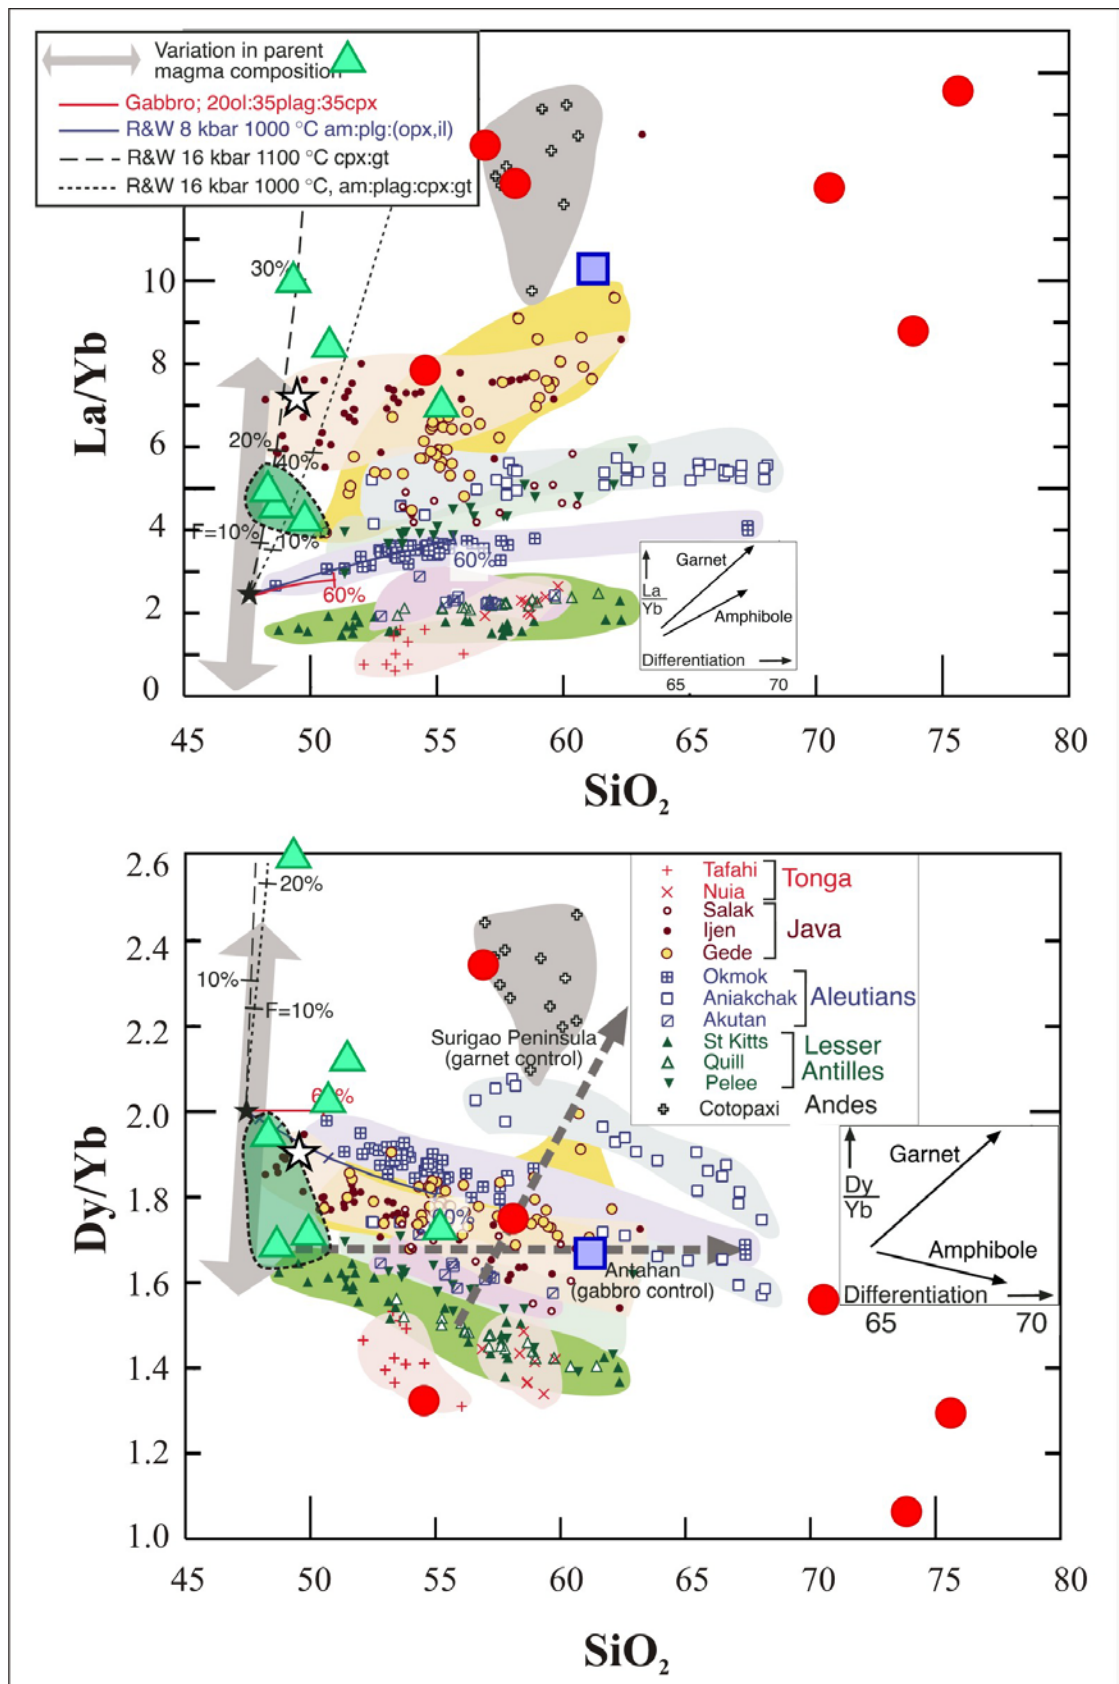 Variation in parent
magma composition
Gabbro; 20ol:35plag:35cpx
R&W 8 kbar 1000 °C am:plg:(opx,il)
R&W 16 kbar 1100 °C cpx:gt
R&W 16 kbar 1000 °C, am:plag:cpx:gt
30%
10
8
6
4
2
0
La/Yb
20%
40%
F=10%
10%
60%
60%
La
Yb
Garnet
Amphibole
Differentiation
65
70
45
50
55
60
65
70
75
80
SiO2
2.6
2.4
2.2
2.0
1.8
1.6
1.4
1.2
1.0
Dy/Yb
20%
10%
F=10%
Surigao Peninsula
(garnet control)
Antahan
(gabbro control)
Tafahi
Nuia
Tonga
Salak
Ijen
Gede
Java
Okmok
Aniakchak
Akutan
Aleutians
St Kitts
Quill
Pelee
Lesser
Antilles
Cotopaxi
Andes
Dy
Yb
Garnet
Amphibole
Differentiation
65
70
45
50
55
60
65
70
75
80
SiO2